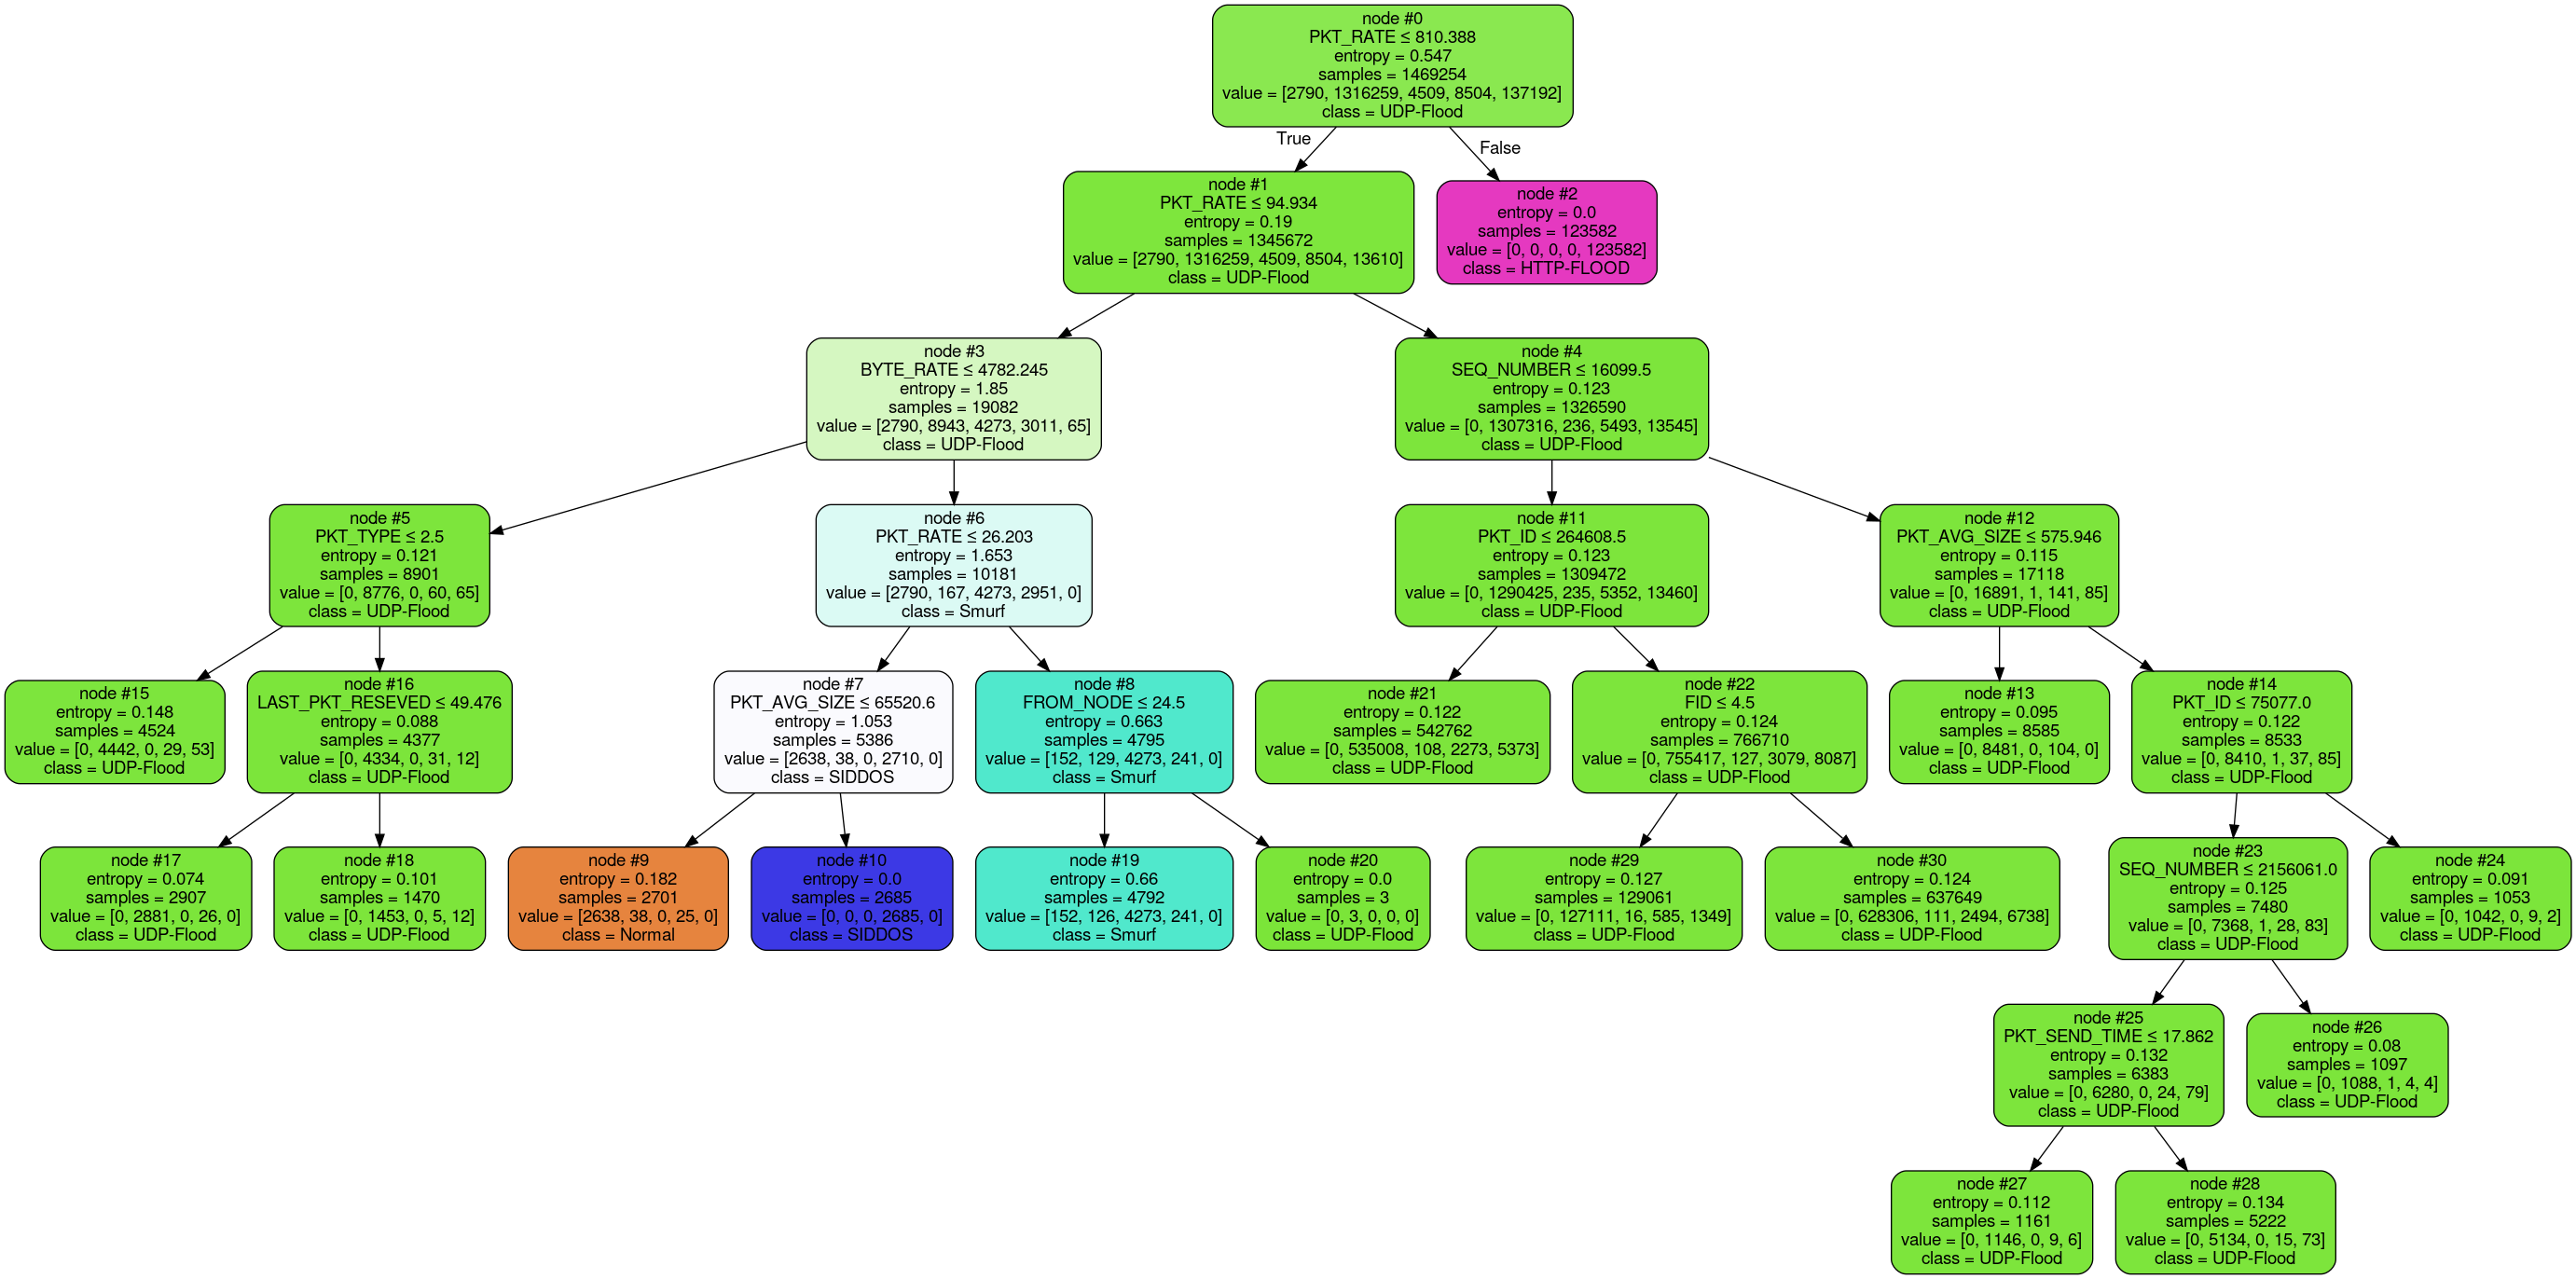 node #0
PKT_RATE ≤ 810.388
entropy = 0.547
samples = 1469254
value = [2790, 1316259, 4509, 8504, 137192]
class = UDP-Flood
True
False
node #1
PKT_RATE ≤ 94.934
entropy = 0.19
samples = 1345672
value = [2790, 1316259, 4509, 8504, 13610]
class = UDP-Flood
node #2
entropy = 0.0
samples = 123582
value = [0, 0, 0, 0, 123582]
class = HTTP-FLOOD
node #3
BYTE_RATE ≤ 4782.245
entropy = 1.85
samples = 19082
value = [2790, 8943, 4273, 3011, 65]
class = UDP-Flood
node #4
SEQ_NUMBER ≤ 16099.5
entropy = 0.123
samples = 1326590
value = [0, 1307316, 236, 5493, 13545]
class = UDP-Flood
node #5
PKT_TYPE ≤ 2.5
entropy = 0.121
samples = 8901
value = [0, 8776, 0, 60, 65]
class = UDP-Flood
node #6
PKT_RATE ≤ 26.203
entropy = 1.653
samples = 10181
value = [2790, 167, 4273, 2951, 0]
class = Smurf
node #11
PKT_ID ≤ 264608.5
entropy = 0.123
samples = 1309472
value = [0, 1290425, 235, 5352, 13460]
class = UDP-Flood
node #12
PKT_AVG_SIZE ≤ 575.946
entropy = 0.115
samples = 17118
value = [0, 16891, 1, 141, 85]
class = UDP-Flood
node #15
entropy = 0.148
samples = 4524
value = [0, 4442, 0, 29, 53]
class = UDP-Flood
node #16
LAST_PKT_RESEVED ≤ 49.476
entropy = 0.088
samples = 4377
value = [0, 4334, 0, 31, 12]
class = UDP-Flood
node #7
PKT_AVG_SIZE ≤ 65520.6
entropy = 1.053
samples = 5386
value = [2638, 38, 0, 2710, 0]
class = SIDDOS
node #8
FROM_NODE ≤ 24.5
entropy = 0.663
samples = 4795
value = [152, 129, 4273, 241, 0]
class = Smurf
node #21
entropy = 0.122
samples = 542762
value = [0, 535008, 108, 2273, 5373]
class = UDP-Flood
node #22
FID ≤ 4.5
entropy = 0.124
samples = 766710
value = [0, 755417, 127, 3079, 8087]
class = UDP-Flood
node #13
entropy = 0.095
samples = 8585
value = [0, 8481, 0, 104, 0]
class = UDP-Flood
node #14
PKT_ID ≤ 75077.0
entropy = 0.122
samples = 8533
value = [0, 8410, 1, 37, 85]
class = UDP-Flood
node #17
entropy = 0.074
samples = 2907
value = [0, 2881, 0, 26, 0]
class = UDP-Flood
node #18
entropy = 0.101
samples = 1470
value = [0, 1453, 0, 5, 12]
class = UDP-Flood
node #9
entropy = 0.182
samples = 2701
value = [2638, 38, 0, 25, 0]
class = Normal
node #10
entropy = 0.0
samples = 2685
value = [0, 0, 0, 2685, 0]
class = SIDDOS
node #19
entropy = 0.66
samples = 4792
value = [152, 126, 4273, 241, 0]
class = Smurf
node #20
entropy = 0.0
samples = 3
value = [0, 3, 0, 0, 0]
class = UDP-Flood
node #29
entropy = 0.127
samples = 129061
value = [0, 127111, 16, 585, 1349]
class = UDP-Flood
node #30
entropy = 0.124
samples = 637649
value = [0, 628306, 111, 2494, 6738]
class = UDP-Flood
node #23
SEQ_NUMBER ≤ 2156061.0
entropy = 0.125
samples = 7480
value = [0, 7368, 1, 28, 83]
class = UDP-Flood
node #24
entropy = 0.091
samples = 1053
value = [0, 1042, 0, 9, 2]
class = UDP-Flood
node #25
PKT_SEND_TIME ≤ 17.862
entropy = 0.132
samples = 6383
value = [0, 6280, 0, 24, 79]
class = UDP-Flood
node #26
entropy = 0.08
samples = 1097
value = [0, 1088, 1, 4, 4]
class = UDP-Flood
node #27
entropy = 0.112
samples = 1161
value = [0, 1146, 0, 9, 6]
class = UDP-Flood
node #28
entropy = 0.134
samples = 5222
value = [0, 5134, 0, 15, 73]
class = UDP-Flood